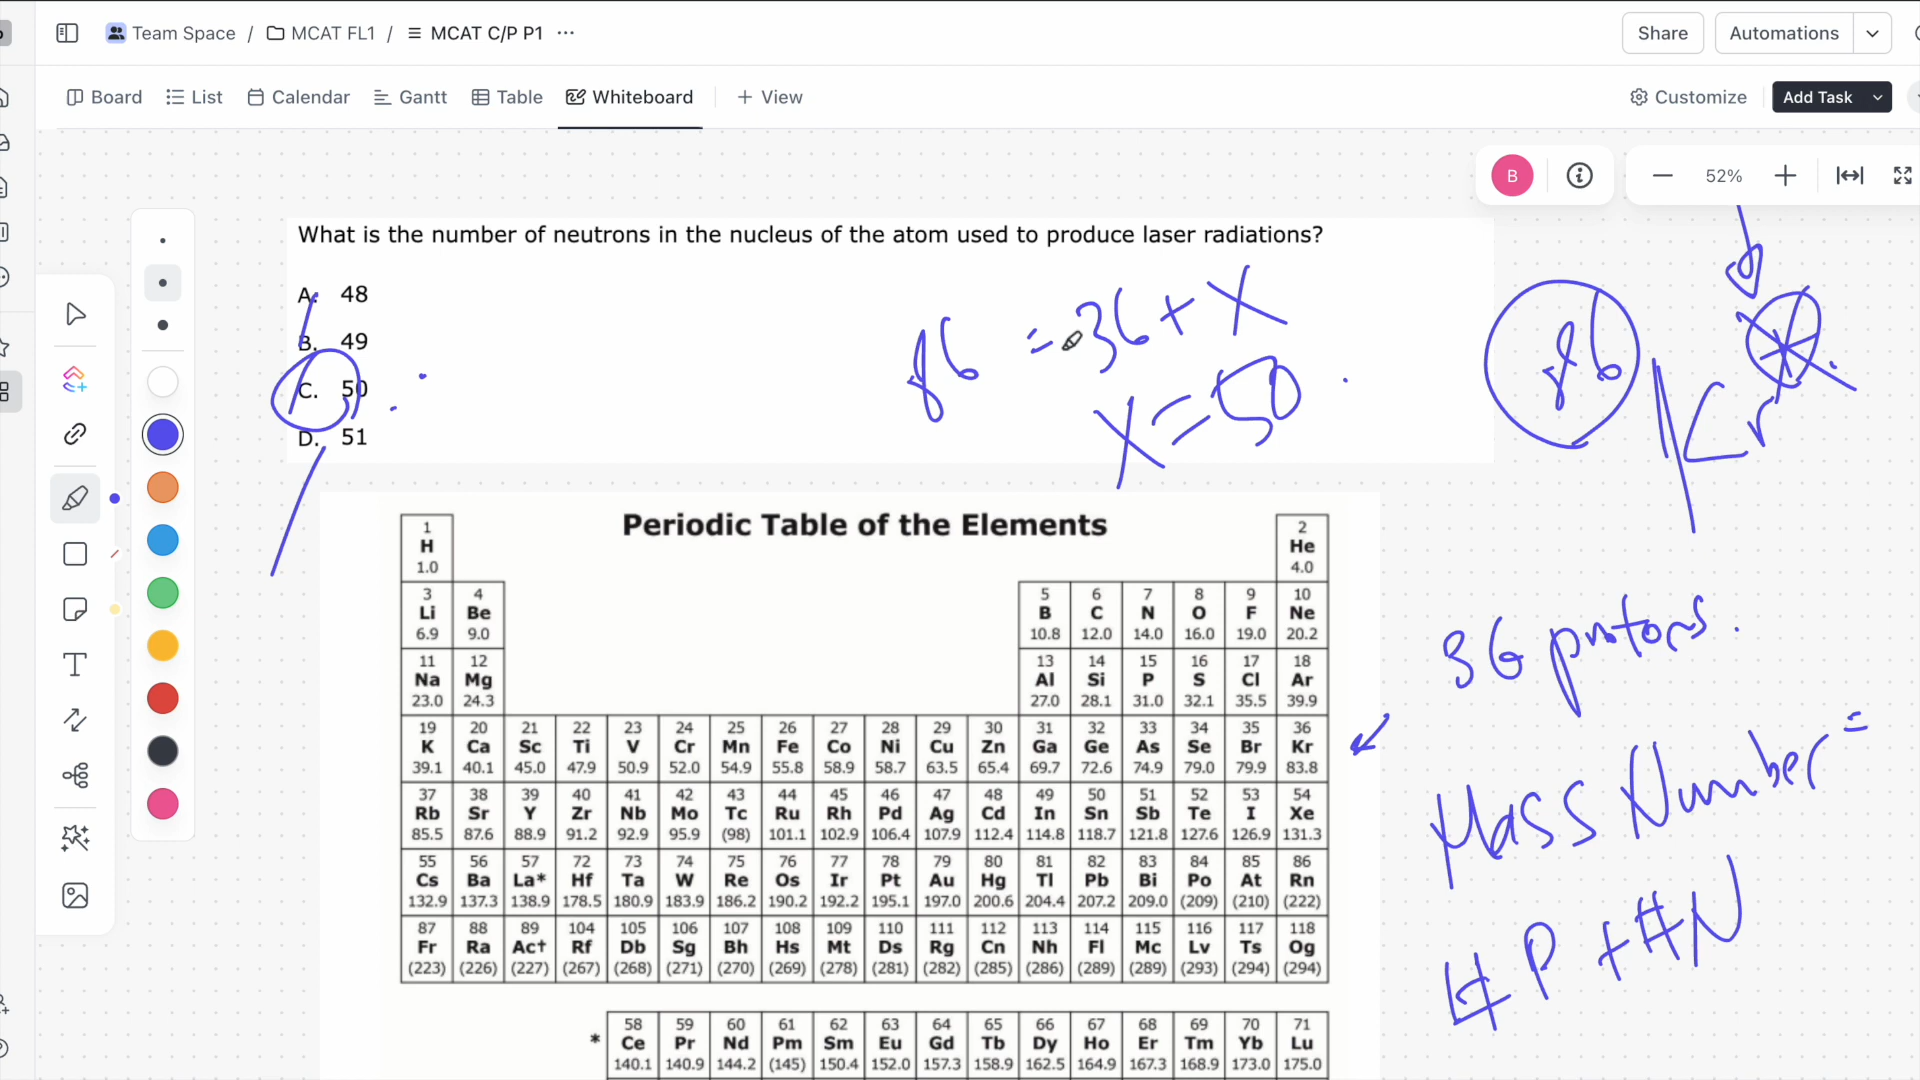 Team Space / MCAT FL1 / MCAT C/P P1 ...
Share
Automations
Board
List
Calendar
Gantt
Table
Whiteboard
+ View
Customize
Add Task
B
52%
What is the number of neutrons in the nucleus of the atom used to produce laser radiations?
A. 48
B. 49
C. 50
D. 51
86 = 36 + X
X = 50
86
Kr*
Periodic Table of the Elements
1 2
H He
1.0 4.0
3 4 5 6 7 8 9 10
Li Be B C N O F Ne
6.9 9.0 10.8 12.0 14.0 16.0 19.0 20.2
11 12 13 14 15 16 17 18
Na Mg Al Si P S Cl Ar
23.0 24.3 27.0 28.1 31.0 32.1 35.5 39.9
19 20 21 22 23 24 25 26 27 28 29 30 31 32 33 34 35 36
K Ca Sc Ti V Cr Mn Fe Co Ni Cu Zn Ga Ge As Se Br Kr
39.1 40.1 45.0 47.9 50.9 52.0 54.9 55.8 58.9 58.7 63.5 65.4 69.7 72.6 74.9 79.0 79.9 83.8
37 38 39 40 41 42 43 44 45 46 47 48 49 50 51 52 53 54
Rb Sr Y Zr Nb Mo Tc Ru Rh Pd Ag Cd In Sn Sb Te I Xe
85.5 87.6 88.9 91.2 92.9 95.9 (98) 101.1 102.9 106.4 107.9 112.4 114.8 118.7 121.8 127.6 126.9 131.3
55 56 57 72 73 74 75 76 77 78 79 80 81 82 83 84 85 86
Cs Ba La* Hf Ta W Re Os Ir Pt Au Hg Tl Pb Bi Po At Rn
132.9 137.3 138.9 178.5 180.9 183.9 186.2 190.2 192.2 195.1 197.0 200.6 204.4 207.2 209.0 (209) (210) (222)
87 88 89 104 105 106 107 108 109 110 111 112 113 114 115 116 117 118
Fr Ra Ac† Rf Db Sg Bh Hs Mt Ds Rg Cn Nh Fl Mc Lv Ts Og
(223) (226) (227) (267) (268) (271) (270) (269) (278) (281) (282) (285) (286) (289) (289) (293) (294) (294)
58 59 60 61 62 63 64 65 66 67 68 69 70 71
* Ce Pr Nd Pm Sm Eu Gd Tb Dy Ho Er Tm Yb Lu
140.1 140.9 144.2 (145) 150.4 152.0 157.3 158.9 162.5 164.9 167.3 168.9 173.0 175.0
36 protons.
Mass Number =
# P + # N